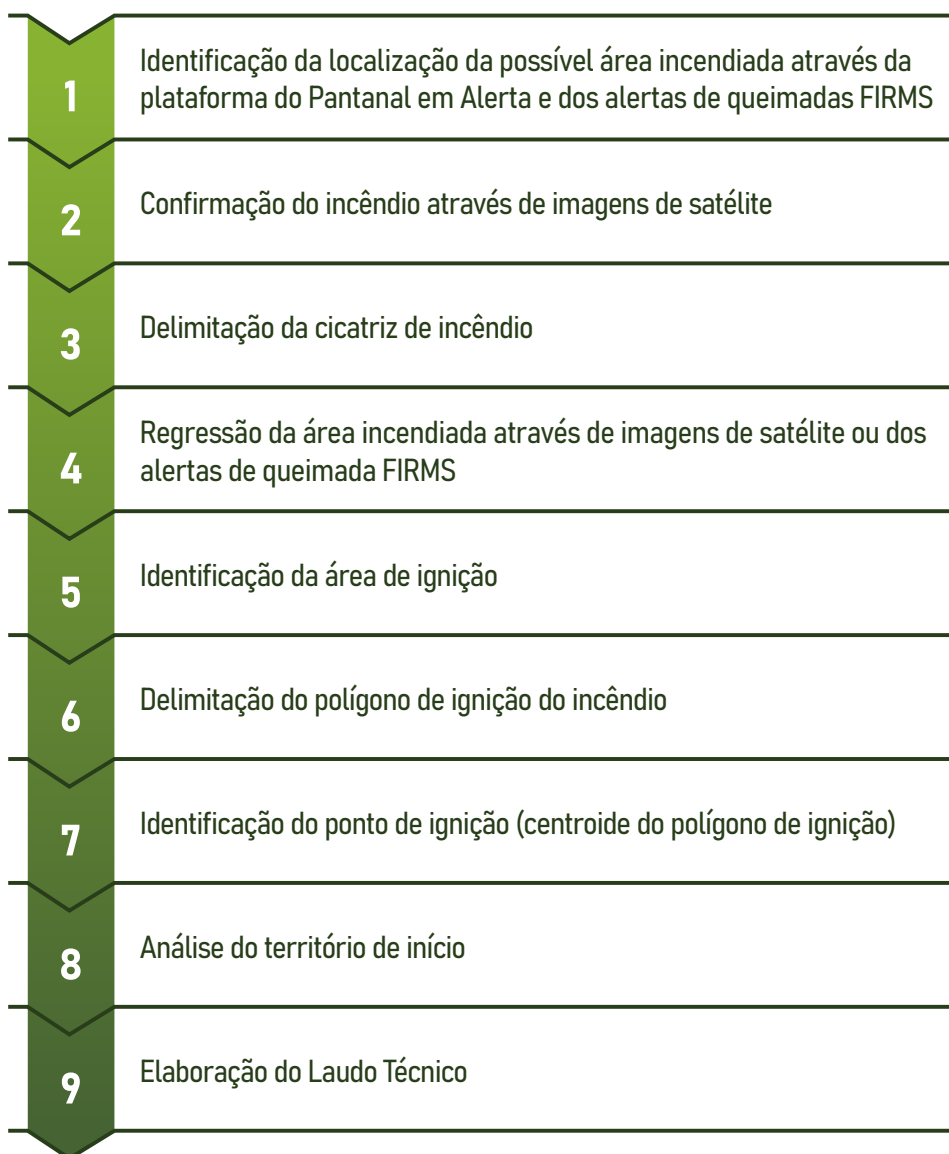 1
Identificação da localização da possível área incendiada através da
plataforma do Pantanal em Alerta e dos alertas de queimadas FIRMS
2
Confirmação do incêndio através de imagens de satélite
3
Delimitação da cicatriz de incêndio
4
Regressão da área incendiada através de imagens de satélite ou dos
alertas de queimada FIRMS
5
Identificação da área de ignição
6
Delimitação do polígono de ignição do incêndio
7
Identificação do ponto de ignição (centroide do polígono de ignição)
8
Análise do território de início
9
Elaboração do Laudo Técnico